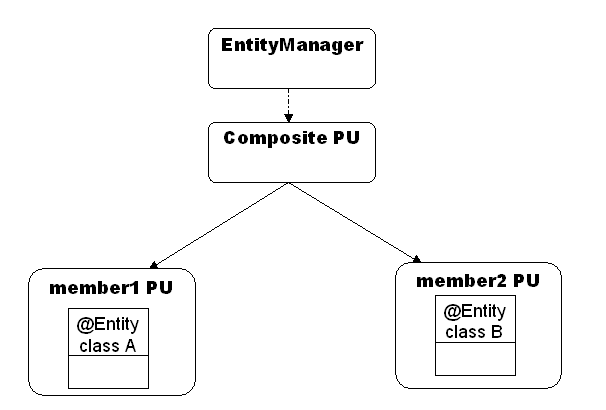 EntityManager
Composite PU
member1 PU
@Entity
class A
member2 PU
@Entity
class B